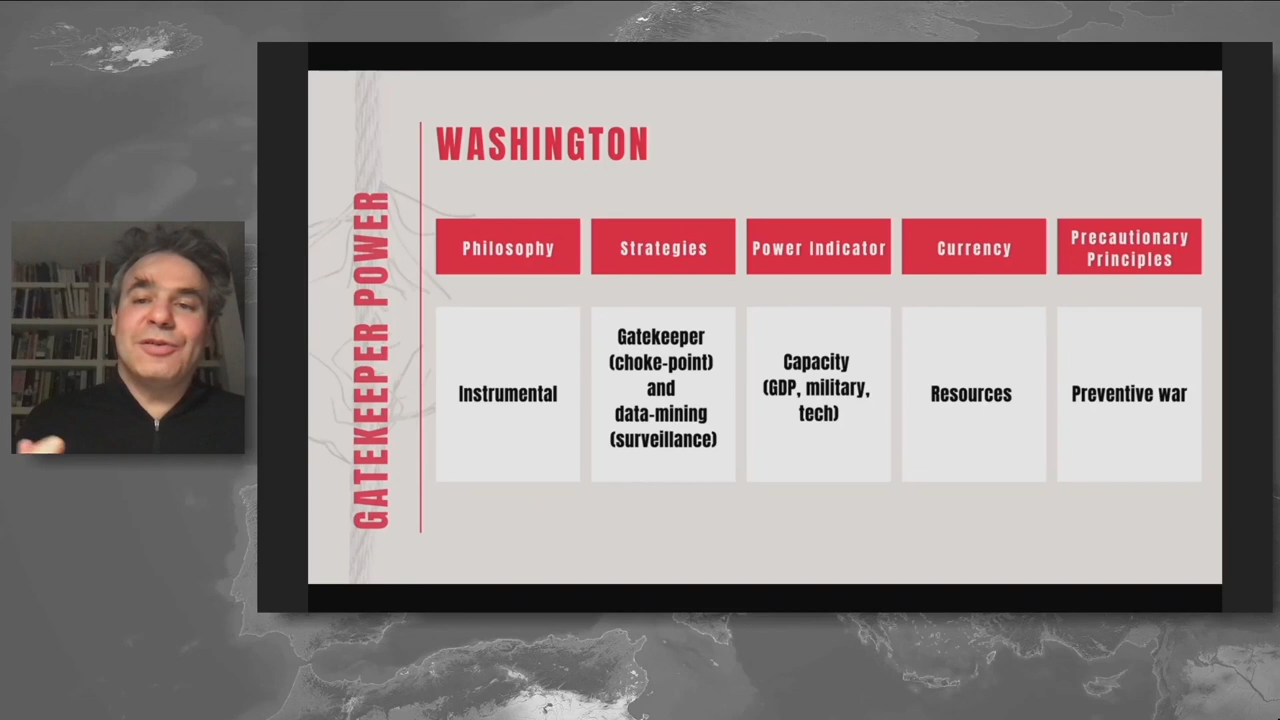 WASHINGTON
GATEKEEPER POWER
Philosophy
Strategies
Power Indicator
Currency
Precautionary
Principles
Instrumental
Gatekeeper
(choke-point)
and
data-mining
(surveillance)
Capacity
(GDP, military,
tech)
Resources
Preventive war